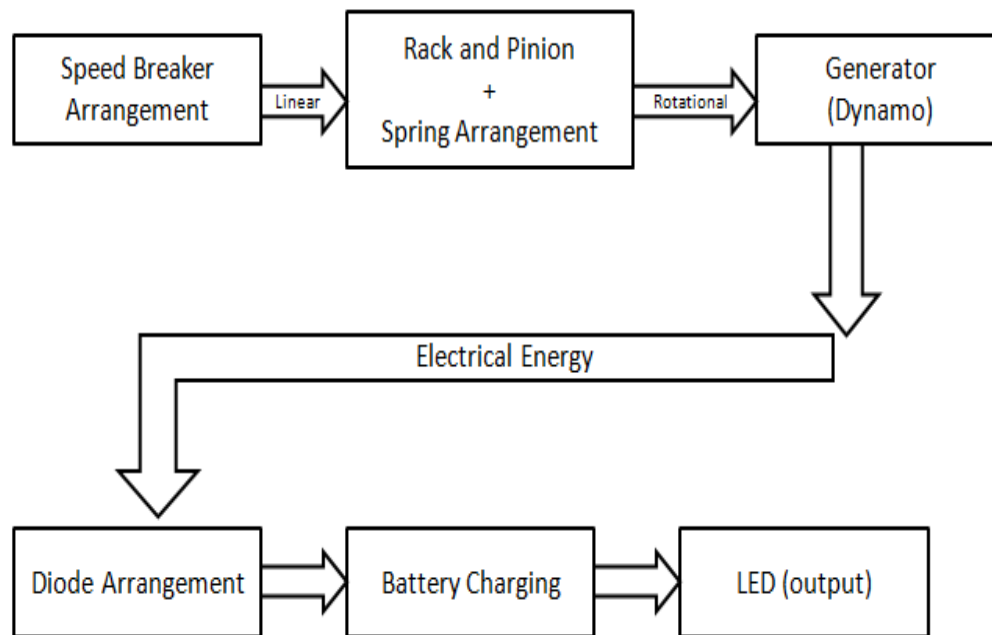 Speed Breaker
Arrangement
Linear
Rack and Pinion
+
Spring Arrangement
Rotational
Generator
(Dynamo)
Electrical Energy
Diode Arrangement
Battery Charging
LED (output)